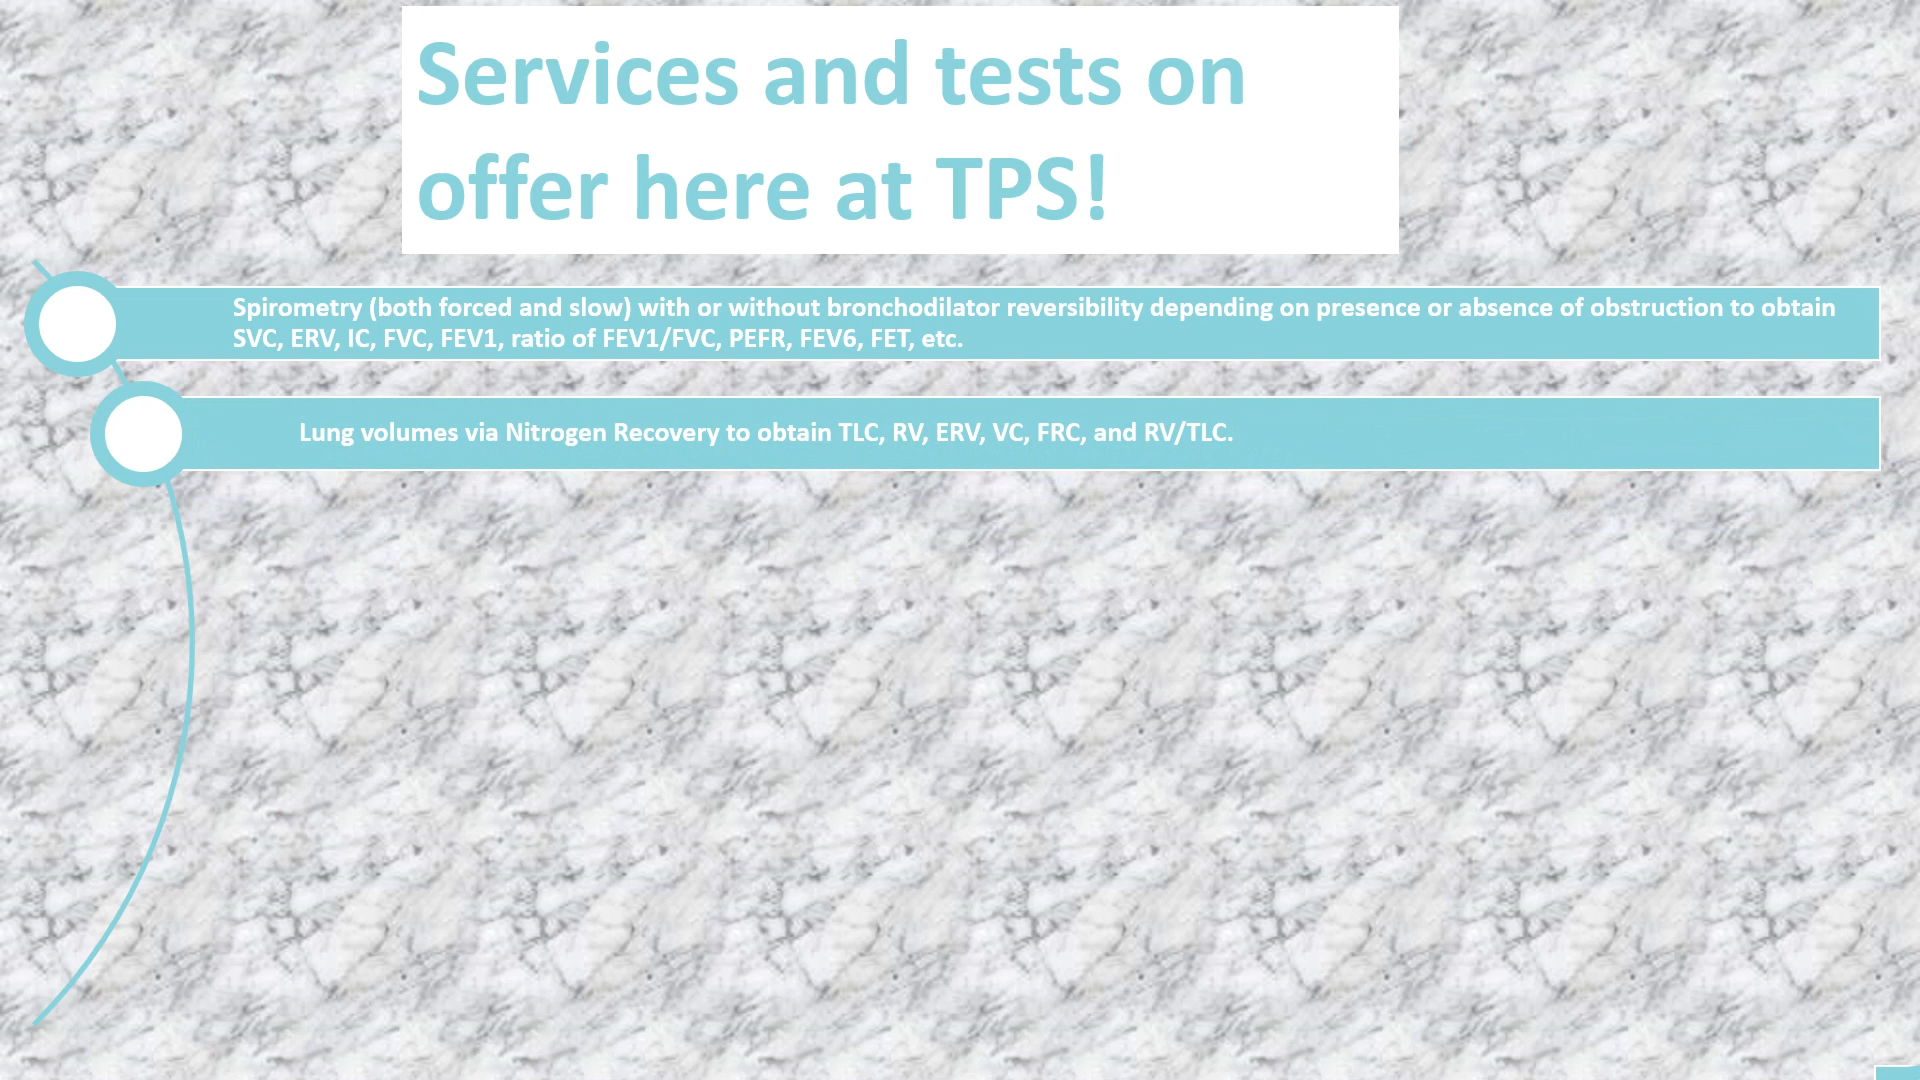 Services and tests on
offer here at TPS!
Spirometry (both forced and slow) with or without bronchodilator reversibility depending on presence or absence of obstruction to obtain
SVC, ERV, IC, FVC, FEV1, ratio of FEV1/FVC, PEFR, FEV6, FET, etc.
Lung volumes via Nitrogen Recovery to obtain TLC, RV, ERV, VC, FRC, and RV/TLC.